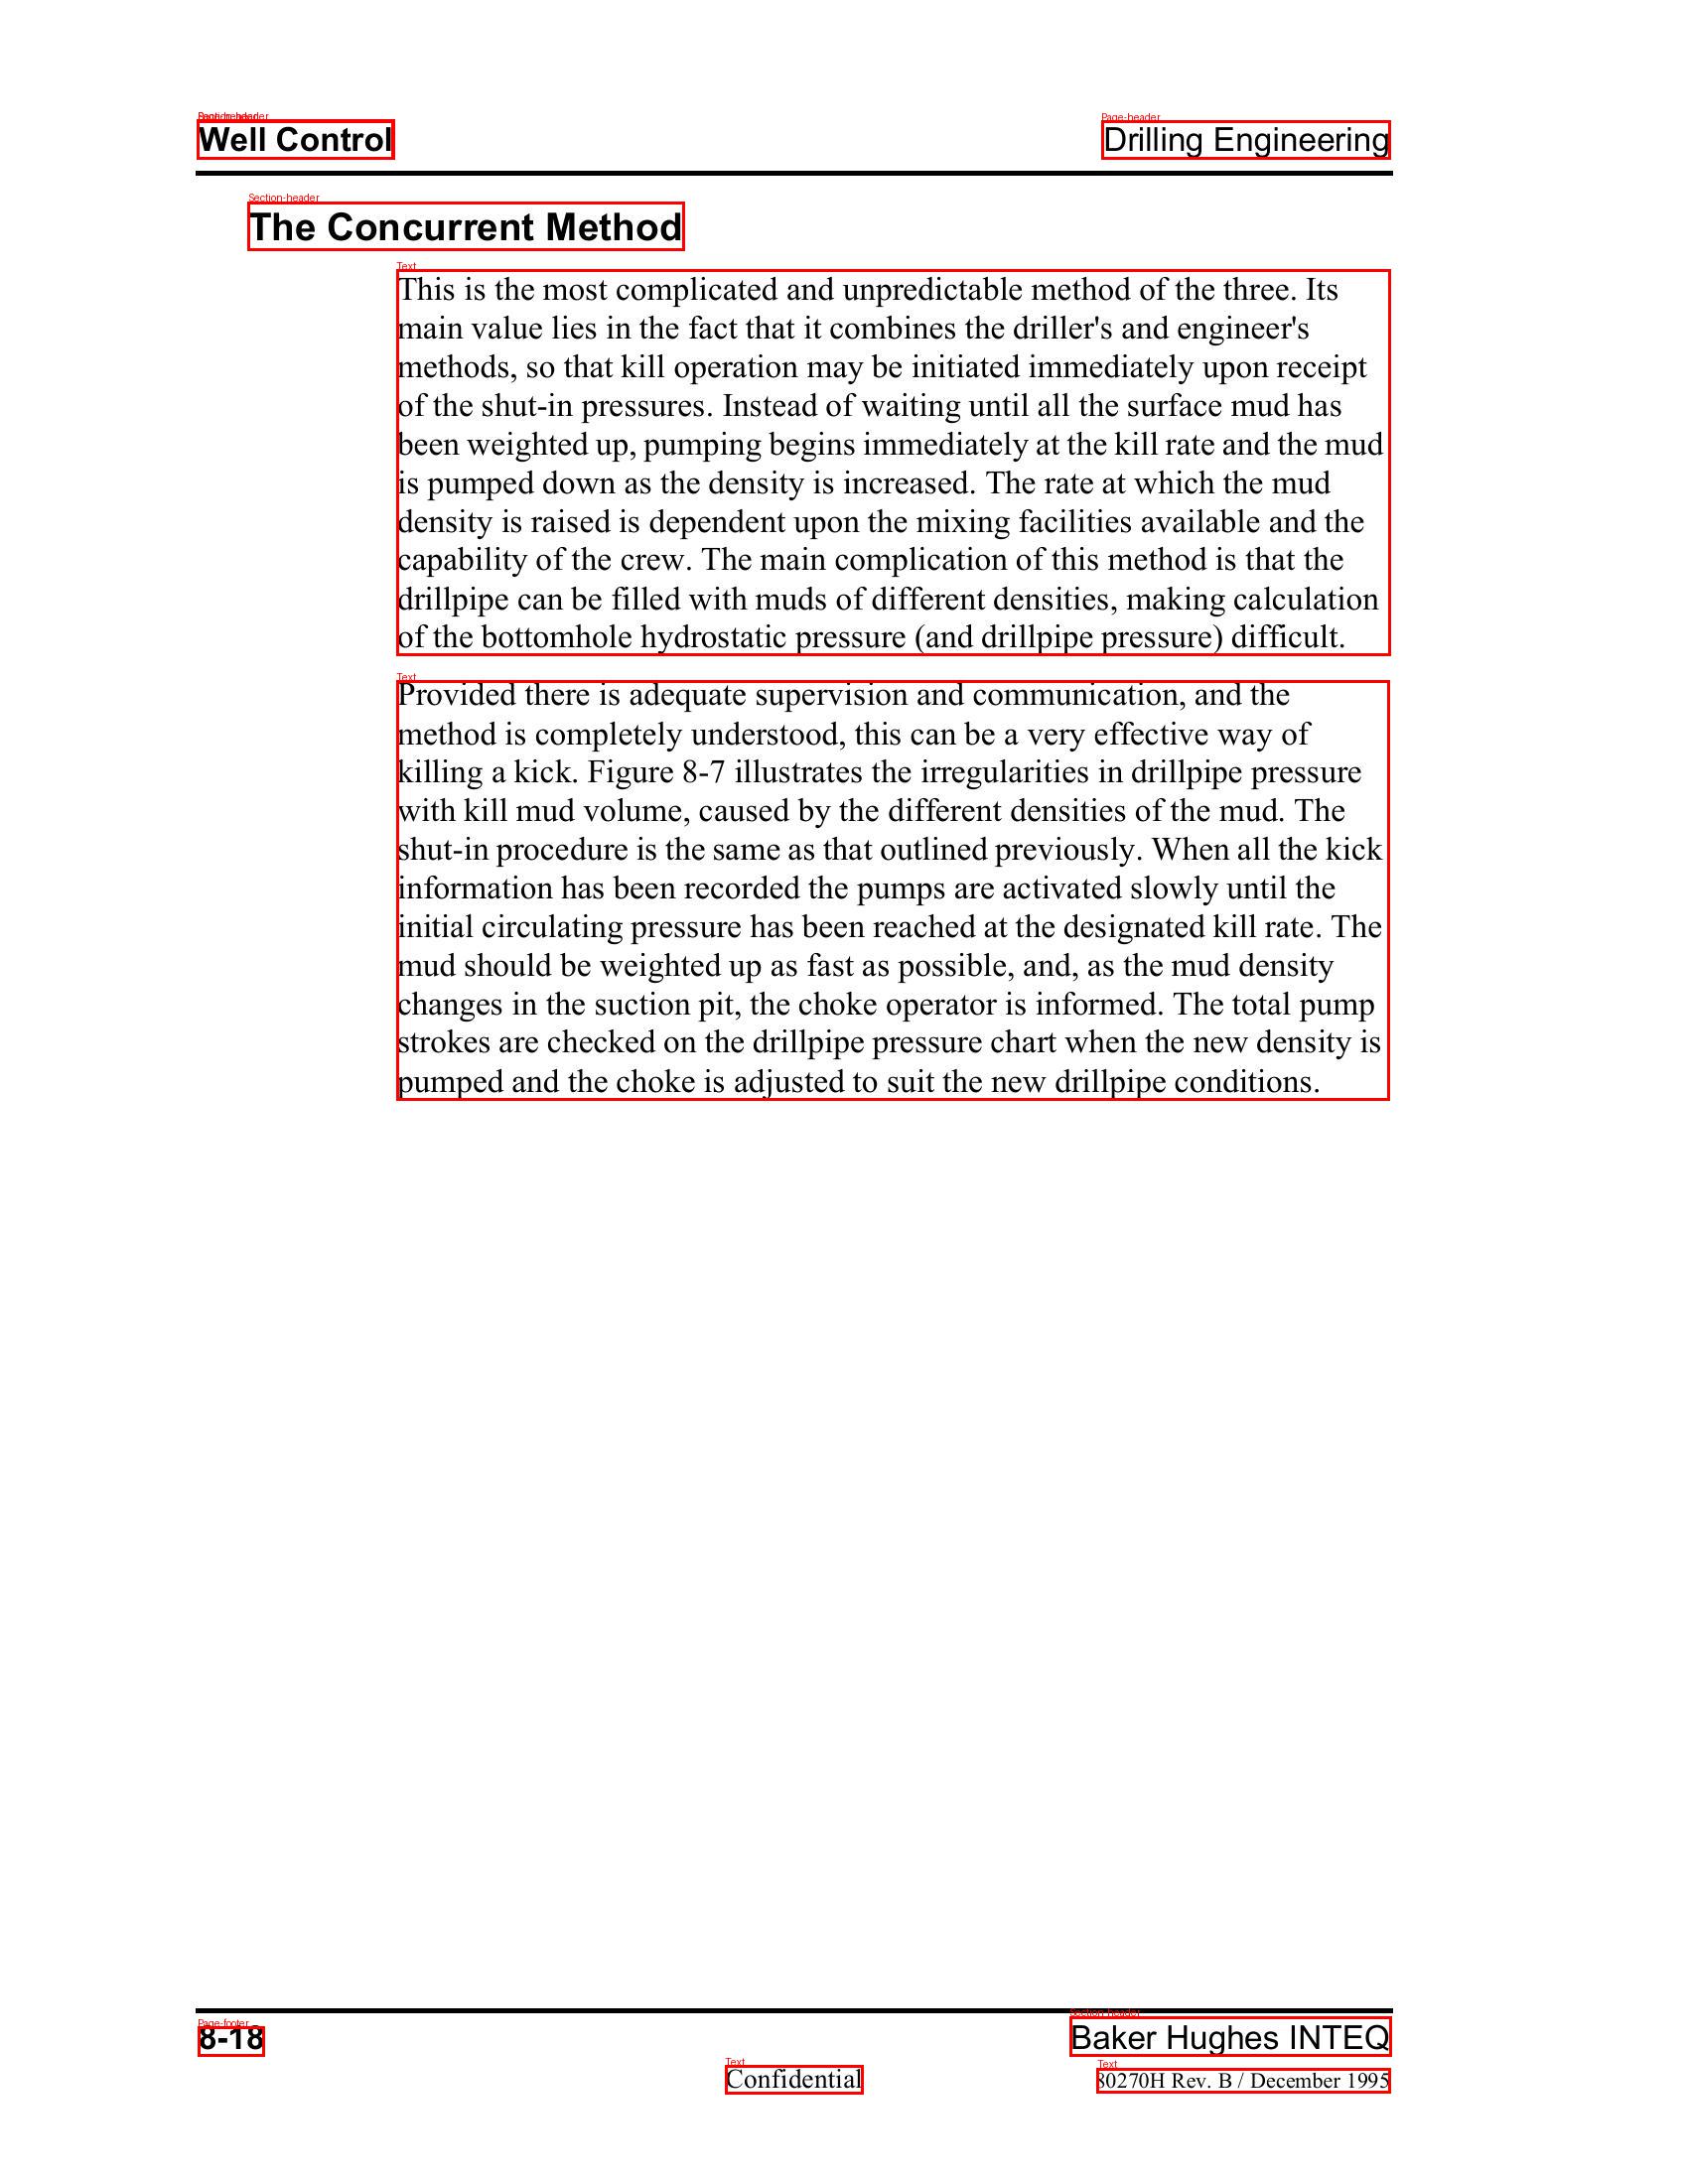 Well Control
Drilling Engineering
Section-header
The Concurrent Method
Text
This is the most complicated and unpredictable method of the three. Its
main value lies in the fact that it combines the driller's and engineer's
methods, so that kill operation may be initiated immediately upon receipt
of the shut-in pressures. Instead of waiting until all the surface mud has
been weighted up, pumping begins immediately at the kill rate and the mud
is pumped down as the density is increased. The rate at which the mud
density is raised is dependent upon the mixing facilities available and the
capability of the crew. The main complication of this method is that the
drillpipe can be filled with muds of different densities, making calculation
of the bottomhole hydrostatic pressure (and drillpipe pressure) difficult.
Text
Provided there is adequate supervision and communication, and the
method is completely understood, this can be a very effective way of
killing a kick. Figure 8-7 illustrates the irregularities in drillpipe pressure
with kill mud volume, caused by the different densities of the mud. The
shut-in procedure is the same as that outlined previously. When all the kick
information has been recorded the pumps are activated slowly until the
initial circulating pressure has been reached at the designated kill rate. The
mud should be weighted up as fast as possible, and, as the mud density
changes in the suction pit, the choke operator is informed. The total pump
strokes are checked on the drillpipe pressure chart when the new density is
pumped and the choke is adjusted to suit the new drillpipe conditions.
Page-footer
8-18
Section-header
Baker Hughes INTEQ
Text
Confidential
Text
80270H Rev. B / December 1995